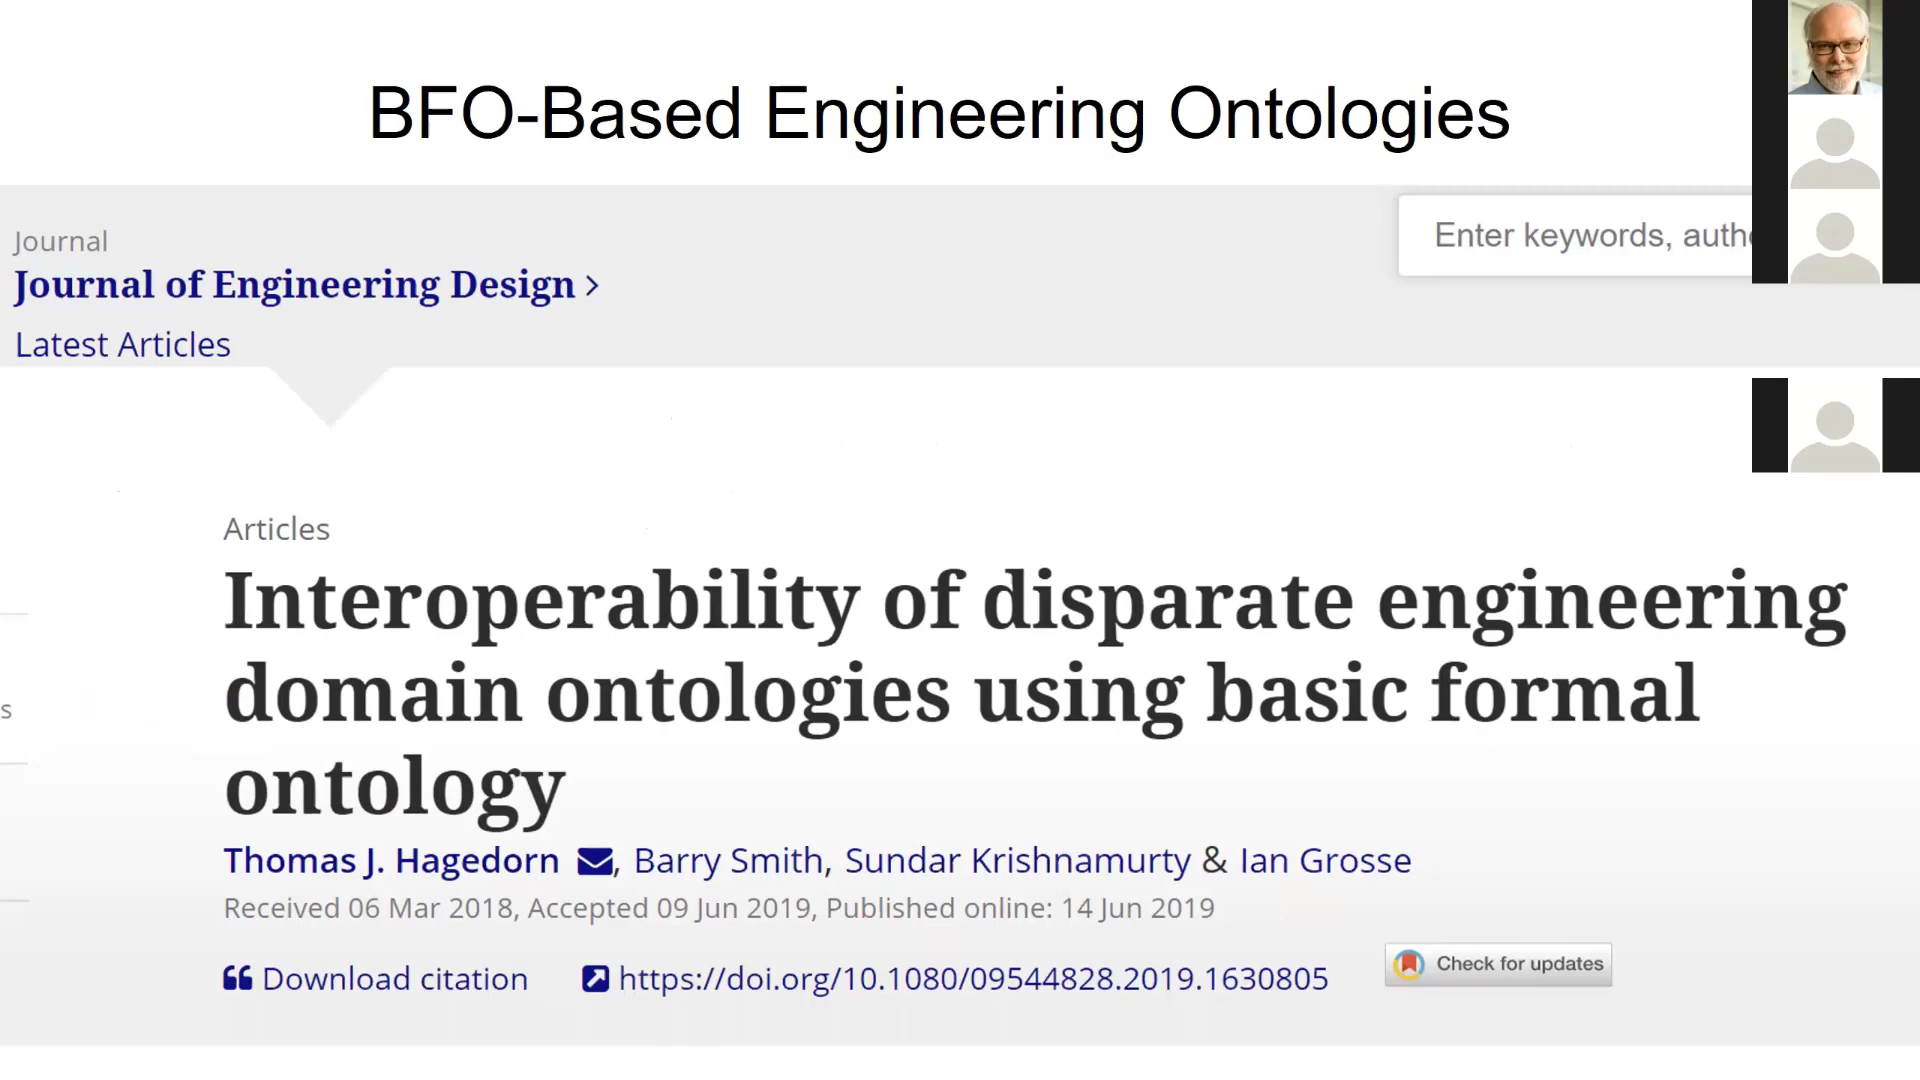 BFO-Based Engineering Ontologies
Journal
Journal of Engineering Design >
Enter keywords, auth
Latest Articles
Articles
Interoperability of disparate engineering
domain ontologies using basic formal
ontology
s
Thomas J. Hagedorn , Barry Smith, Sundar Krishnamurty & Ian Grosse
Received 06 Mar 2018, Accepted 09 Jun 2019, Published online: 14 Jun 2019
Download citation https://doi.org/10.1080/09544828.2019.1630805
Check for updates